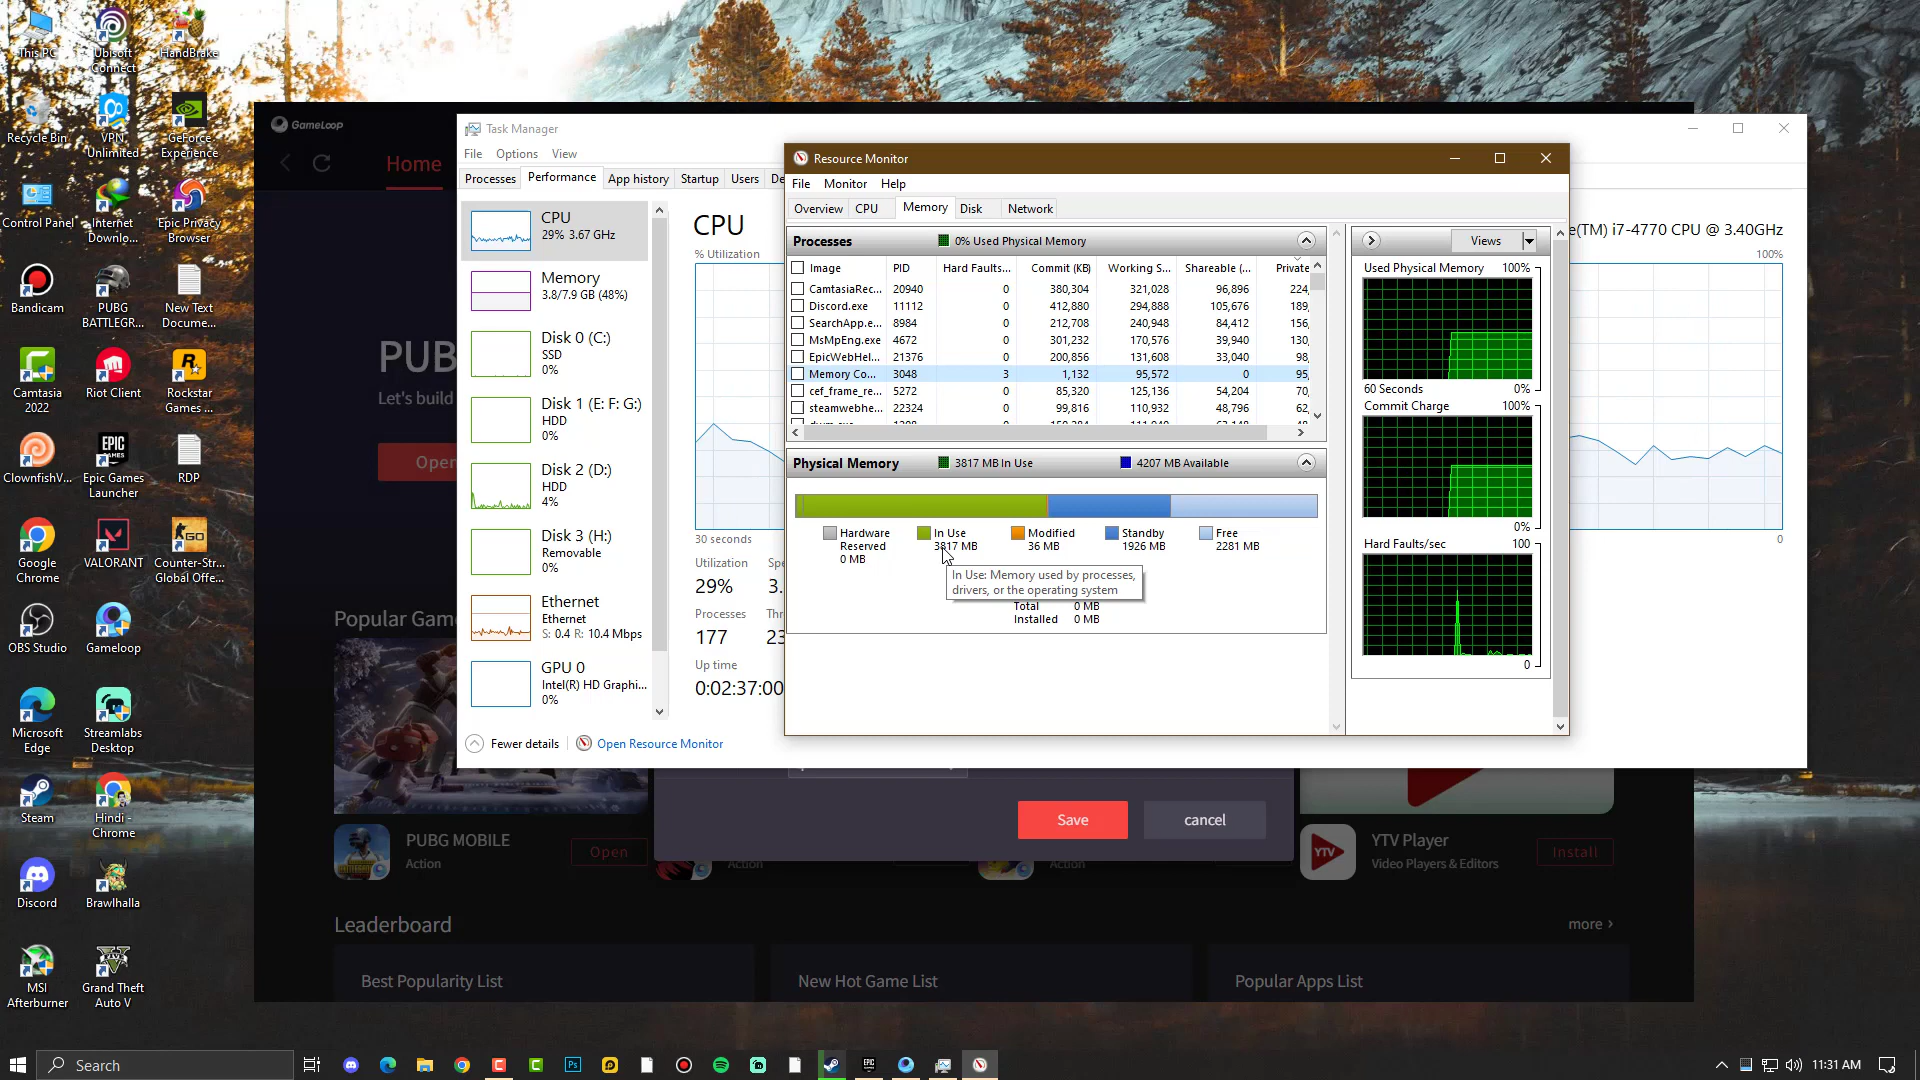 This PC
Ubisoft
Connect
HandBrake
Recycle Bin
VPN
Unlimited
GeForce
Experience
Control Panel
Internet
Downlo...
Epic Privacy
Browser
Bandicam
PUBG
BATTLEGR...
New Text
Docume...
Camtasia
2022
Riot Client
Rockstar
Games ...
ClownfishV...
Epic Games
Launcher
RDP
Google
Chrome
VALORANT
Counter-Str...
Global Offe...
OBS Studio
Gameloop
Microsoft
Edge
Streamlabs
Desktop
Steam
Hindi -
Chrome
Discord
Brawlhalla
MSI
Afterburner
Grand Theft
Auto V
GameLoop
Home
PUB
Let's build
Open
Popular Gam
PUBG MOBILE
Action
Open
Action
Action
Save
cancel
YTV Player
Video Players & Editors
Install
YTV
Leaderboard
more ›
Best Popularity List
New Hot Game List
Popular Apps List
Task Manager
File Options View
Processes Performance App history Startup Users De
CPU
29% 3.67 GHz
Memory
3.8/7.9 GB (48%)
Disk 0 (C:)
SSD
0%
Disk 1 (E: F: G:)
HDD
0%
Disk 2 (D:)
HDD
4%
Disk 3 (H:)
Removable
0%
Ethernet
Ethernet
S: 0.4 R: 10.4 Mbps
GPU 0
Intel(R) HD Graphi...
0%
CPU
e(TM) i7-4770 CPU @ 3.40GHz
% Utilization
100%
30 seconds
0
Utilization Spe
29% 3.
Processes Thr
177 23
Up time
0:02:37:00
Fewer details
Open Resource Monitor
Resource Monitor
File Monitor Help
Overview CPU Memory Disk Network
Processes 0% Used Physical Memory
Image PID Hard Faults... Commit (KB) Working S... Shareable (... Private
CamtasiaRec... 20940 0 380,304 321,028 96,896 224,
Discord.exe 11112 0 412,880 294,888 105,676 189,
SearchApp.e... 8984 0 212,708 240,948 84,412 156,
MsMpEng.exe 4672 0 301,232 170,576 39,940 130,
EpicWebHel... 21376 0 200,856 131,608 33,040 98,
Memory Co... 3048 3 1,132 95,572 0 95,
cef_frame_re... 5272 0 85,320 125,136 54,204 70,
steamwebhe... 22324 0 99,816 110,932 48,796 62,
Physical Memory 3817 MB In Use 4207 MB Available
Hardware
Reserved
0 MB
In Use
3817 MB
Modified
36 MB
Standby
1926 MB
Free
2281 MB
In Use: Memory used by processes,
drivers, or the operating system
Total 0 MB
Installed 0 MB
Views
Used Physical Memory 100%
60 Seconds 0%
Commit Charge 100%
0%
Hard Faults/sec 100
0
Search
11:31 AM